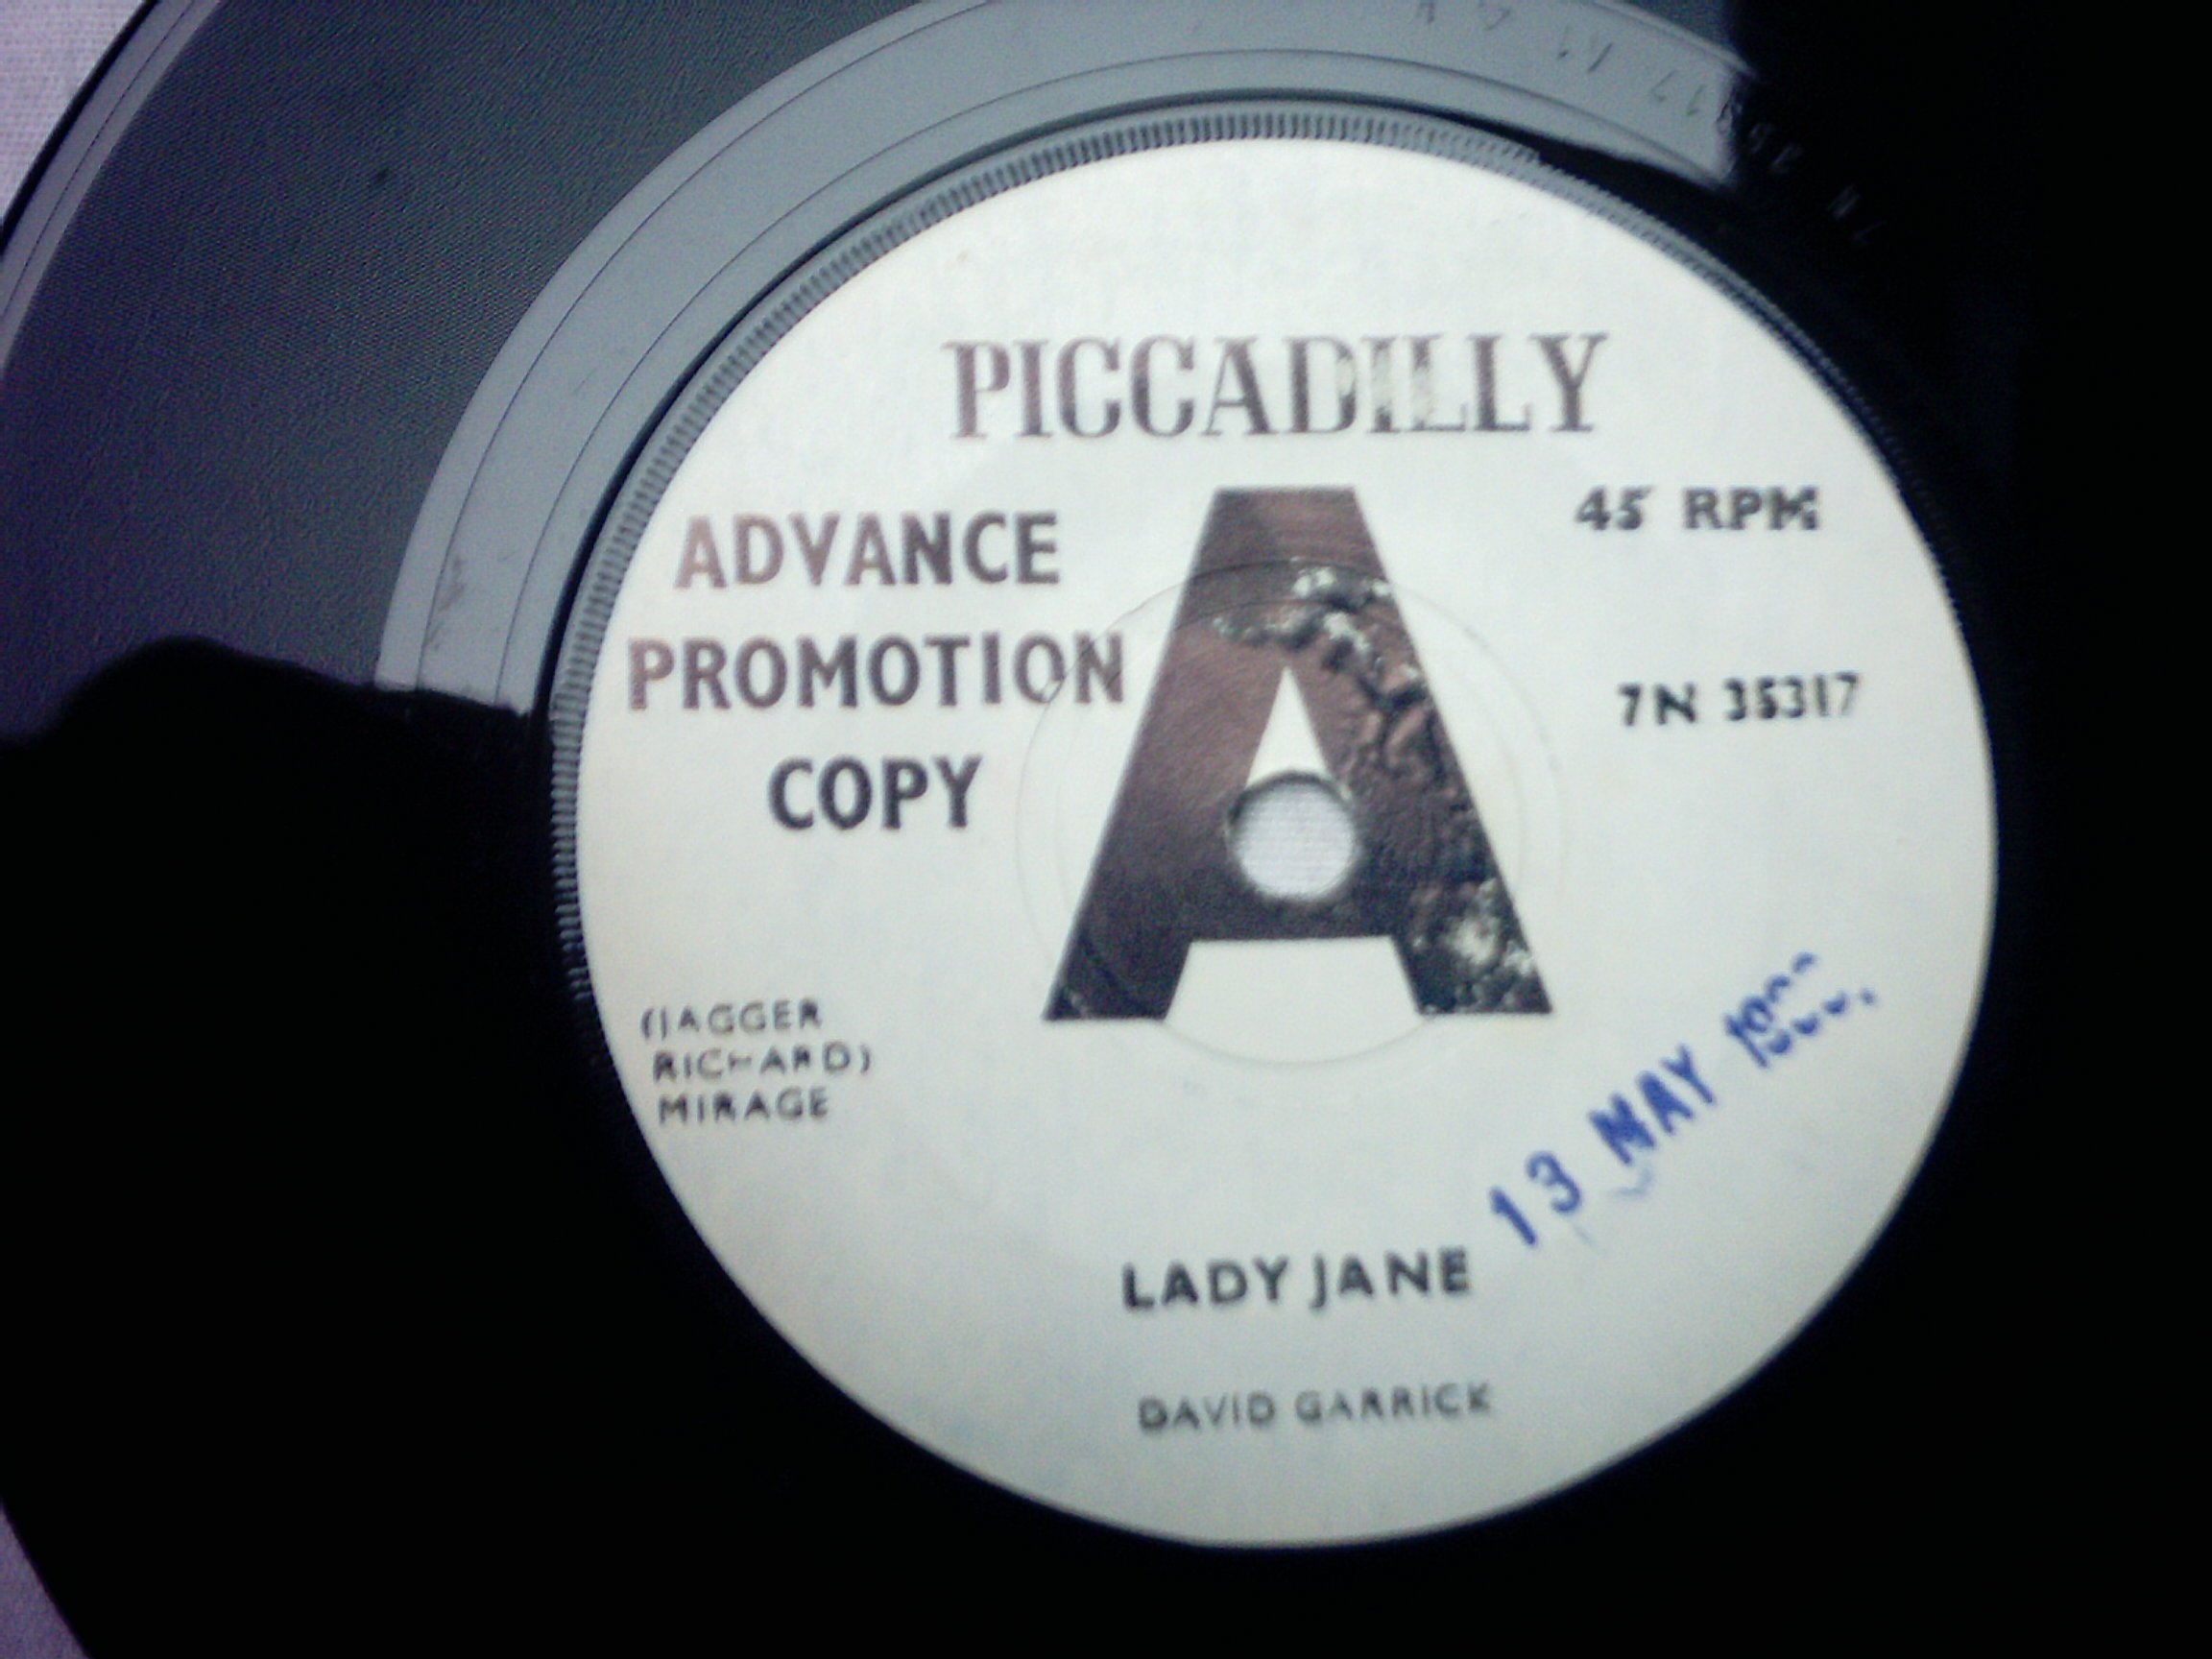 PICCADILLY
ADVANCE
PROMOTION
COPY
A
45 RPM
7N 35317
(JAGGER
RICHARD)
MIRAGE
13 MAY
LADY JANE
DAVID GARRICK